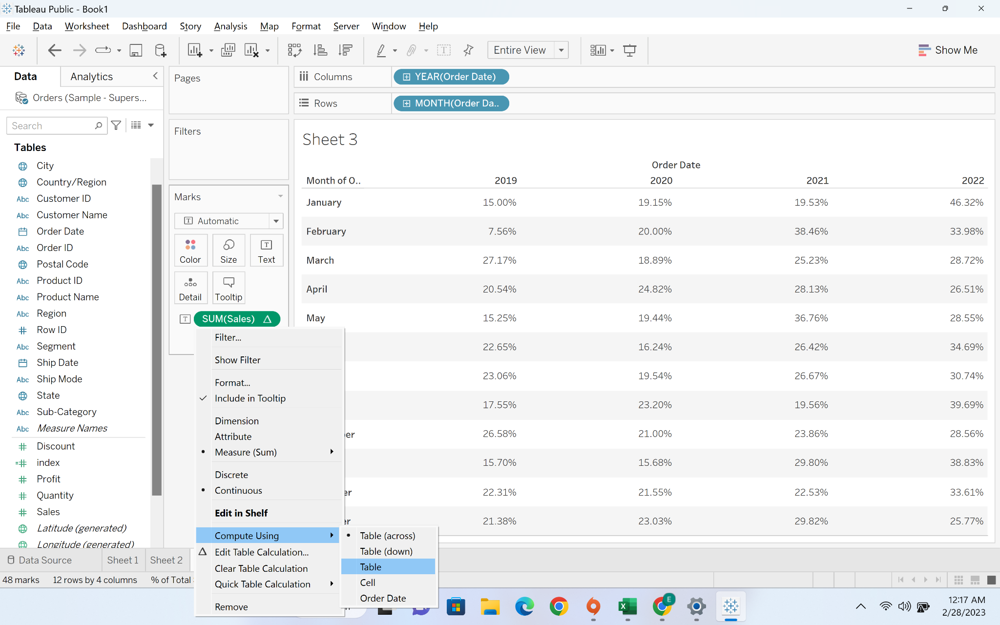 Tableau Public - Book1
File Data Worksheet Dashboard Story Analysis Map Format Server Window Help
Entire View
Show Me
Data
Analytics
Orders (Sample - Supers...
Search
Tables
City
Country/Region
Abc Customer ID
Abc Customer Name
Order Date
Abc Order ID
Postal Code
Abc Product ID
Abc Product Name
Abc Region
Row ID
Abc Segment
Ship Date
Abc Ship Mode
State
Abc Sub-Category
Abc Measure Names
Discount
index
Profit
Quantity
Sales
Latitude (generated)
Longitude (generated)
Pages
Filters
Marks
Automatic
Color Size Text
Detail Tooltip
SUM(Sales)
Columns YEAR(Order Date)
Rows MONTH(Order Da..
Sheet 3
Order Date
Month of O.. 2019 2020 2021 2022
January 15.00% 19.15% 19.53% 46.32%
February 7.56% 20.00% 38.46% 33.98%
March 27.17% 18.89% 25.23% 28.72%
April 20.54% 24.82% 28.13% 26.51%
May 15.25% 19.44% 36.76% 28.55%
22.65% 16.24% 26.42% 34.69%
23.06% 19.54% 26.67% 30.74%
17.55% 23.20% 19.56% 39.69%
er 26.58% 21.00% 23.86% 28.56%
15.70% 15.68% 29.80% 38.83%
er 22.31% 21.55% 22.53% 33.61%
er 21.38% 23.03% 29.82% 25.77%
Filter...
Show Filter
Format...
Include in Tooltip
Dimension
Attribute
Measure (Sum)
Discrete
Continuous
Edit in Shelf
Compute Using
Edit Table Calculation...
Clear Table Calculation
Quick Table Calculation
Remove
Table (across)
Table (down)
Table
Cell
Order Date
Data Source Sheet 1 Sheet 2
48 marks 12 rows by 4 columns % of Total
E
12:17 AM
2/28/2023